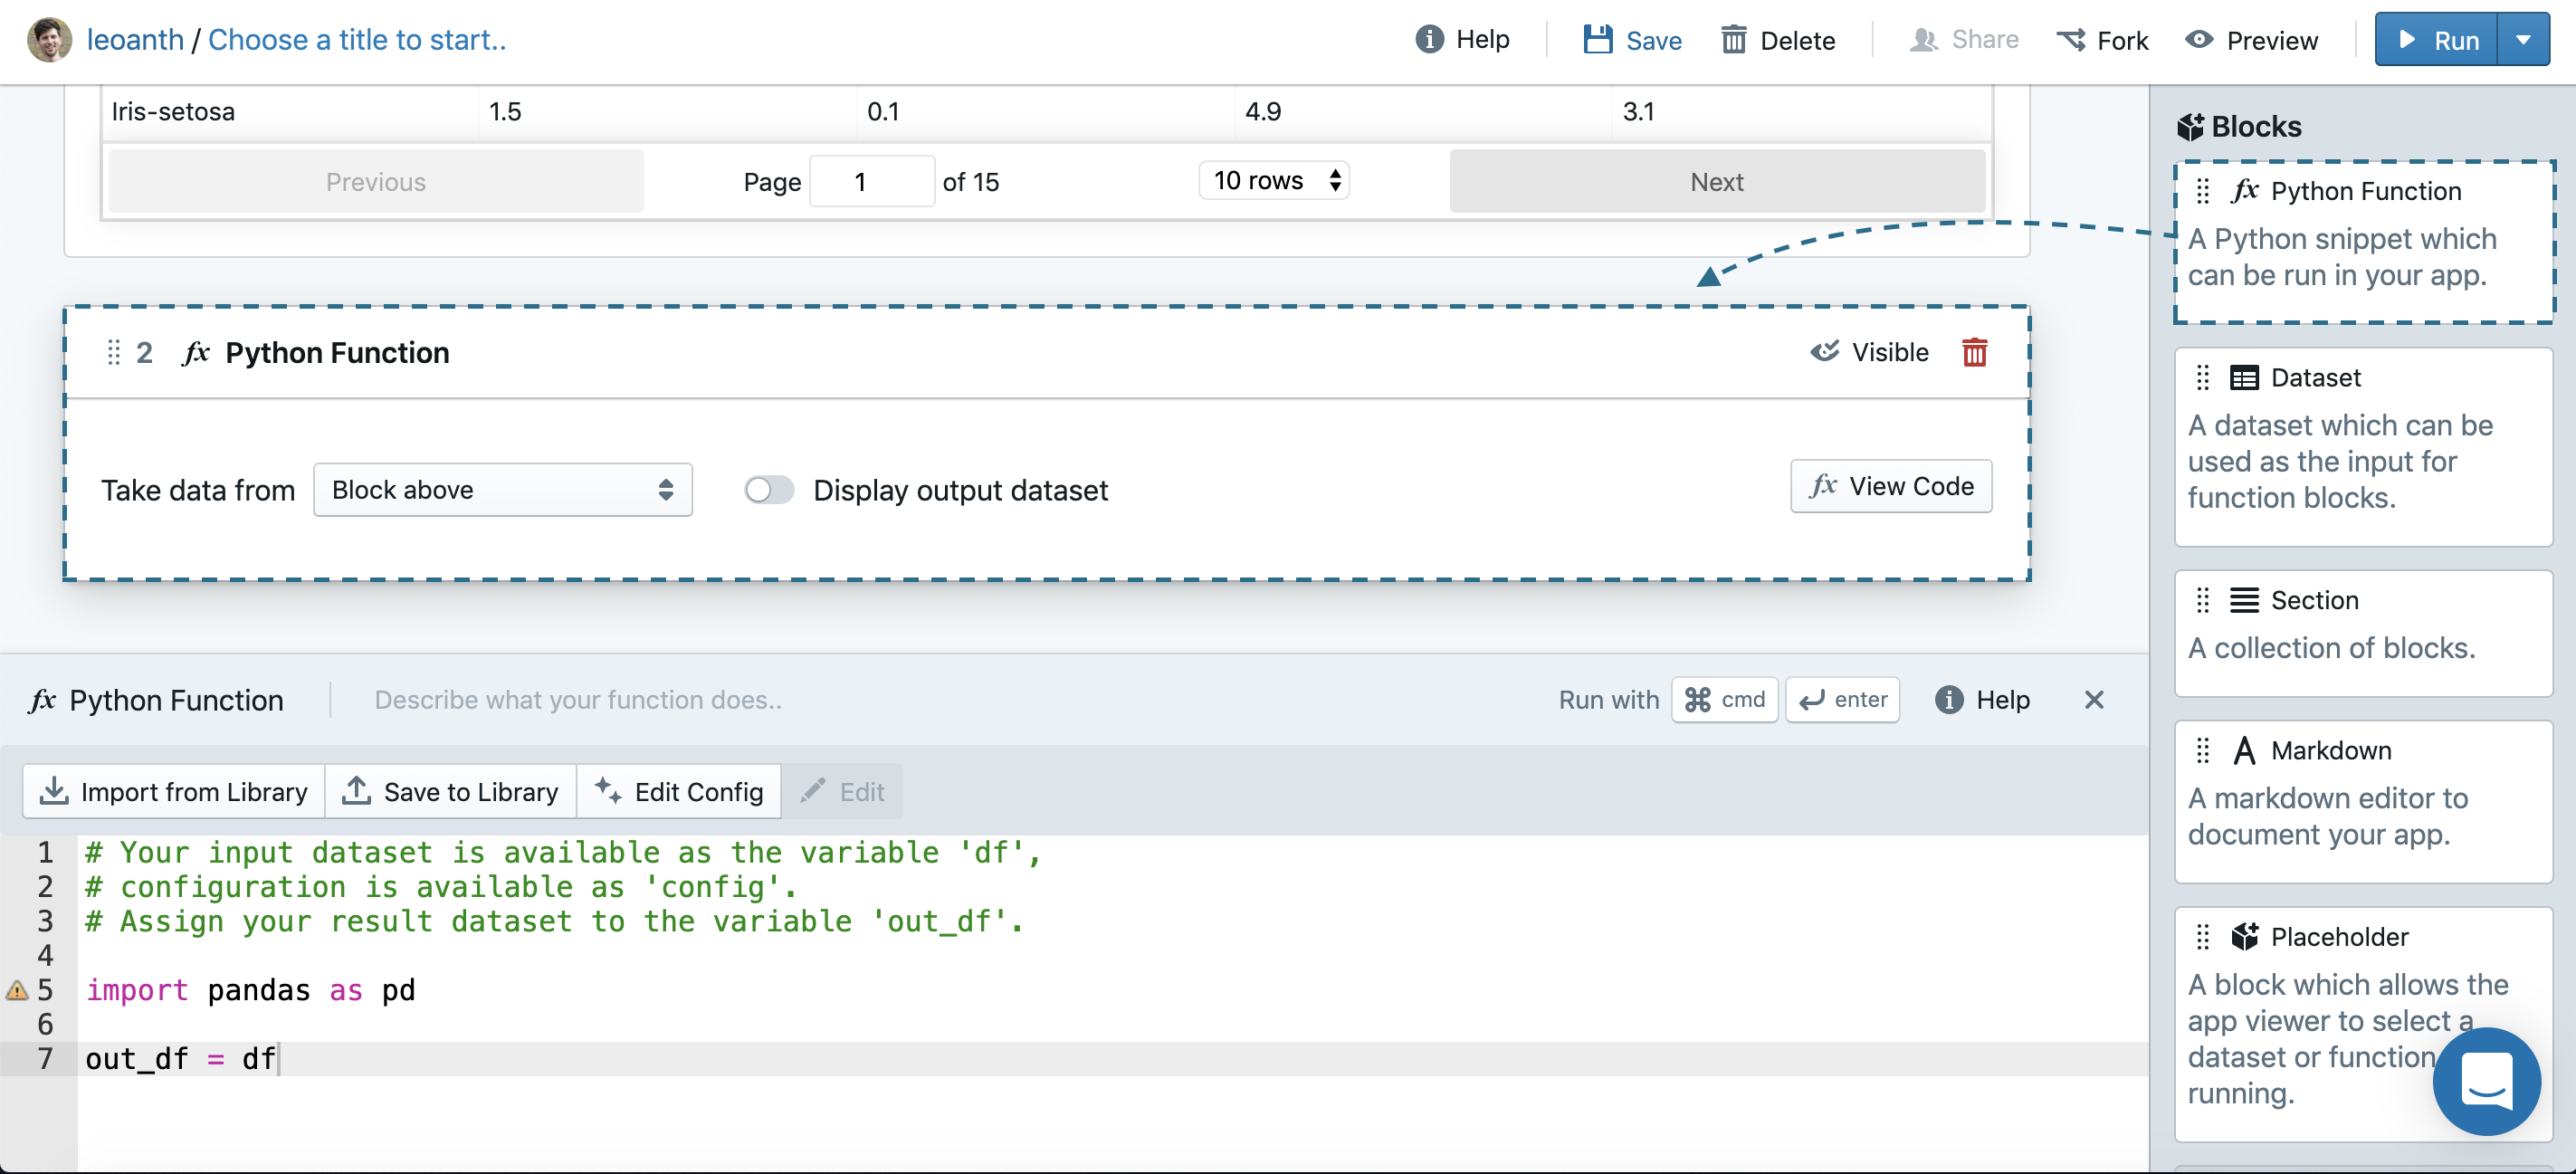 leoanth / Choose a title to start..
Help
Save
Delete
Share
Fork
Preview
Run
Iris-setosa 1.5 0.1 4.9 3.1
Previous
Page 1 of 15
10 rows
Next
2 fx Python Function
Visible
Take data from
Block above
Display output dataset
fx View Code
fx Python Function
Describe what your function does..
Run with
⌘ cmd
enter
Help
Import from Library
Save to Library
Edit Config
Edit
1 # Your input dataset is available as the variable 'df',
2 # configuration is available as 'config'.
3 # Assign your result dataset to the variable 'out_df'.
4
5 import pandas as pd
6
7 out_df = df
Blocks
fx Python Function
A Python snippet which
can be run in your app.
Dataset
A dataset which can be
used as the input for
function blocks.
Section
A collection of blocks.
Markdown
A markdown editor to
document your app.
Placeholder
A block which allows the
app viewer to select a
dataset or function
running.